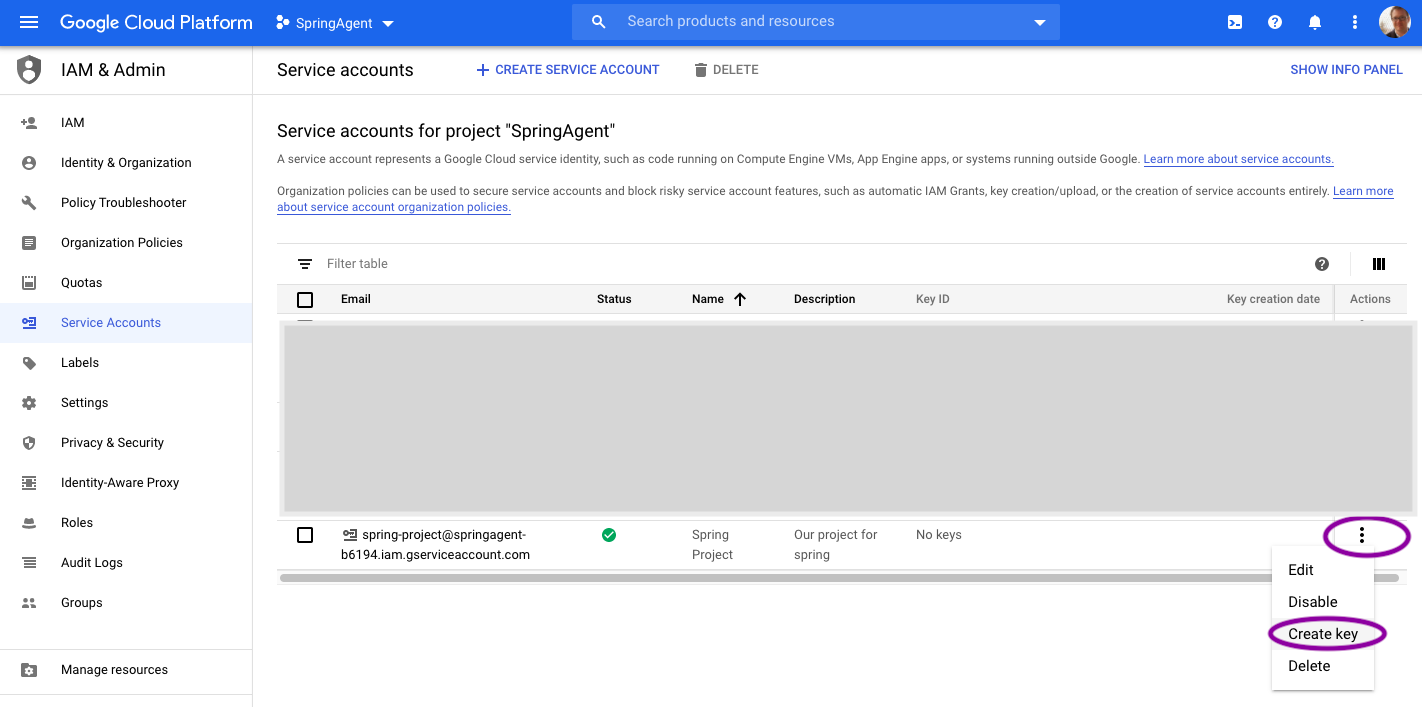 Google Cloud Platform
SpringAgent
Search products and resources
IAM & Admin
Service accounts
CREATE SERVICE ACCOUNT
DELETE
SHOW INFO PANEL
IAM
Identity & Organization
Policy Troubleshooter
Organization Policies
Quotas
Service Accounts
Labels
Settings
Privacy & Security
Identity-Aware Proxy
Roles
Audit Logs
Groups
Manage resources
Service accounts for project "SpringAgent"
A service account represents a Google Cloud service identity, such as code running on Compute Engine VMs, App Engine apps, or systems running outside Google. Learn more about service accounts.
Organization policies can be used to secure service accounts and block risky service account features, such as automatic IAM Grants, key creation/upload, or the creation of service accounts entirely. Learn more
about service account organization policies.
Filter table
Email Status Name Description Key ID Key creation date Actions
spring-project@springagent- Spring Our project for No keys
b6194.iam.gserviceaccount.com Project spring
Edit
Disable
Create key
Delete